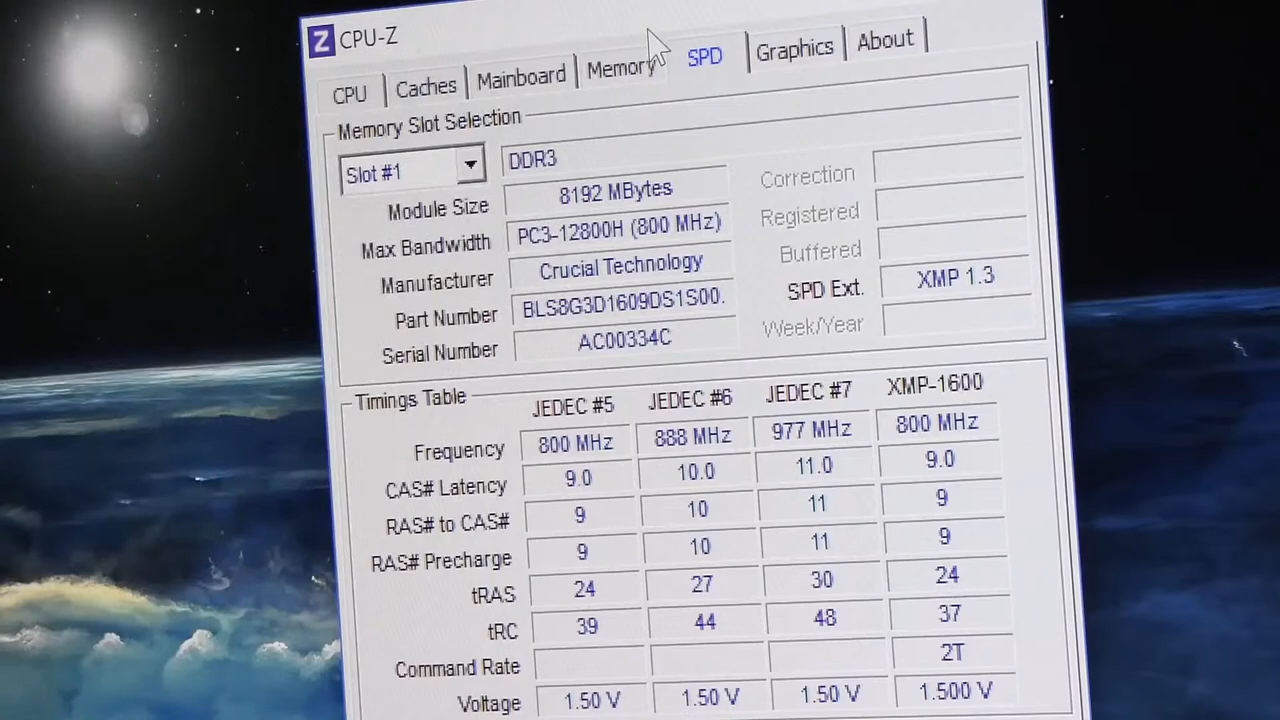 Z CPU-Z
CPU Caches Mainboard Memory SPD Graphics About
Memory Slot Selection
Slot #1 DDR3
Module Size 8192 MBytes Correction
Max Bandwidth PC3-12800H (800 MHz) Registered
Manufacturer Crucial Technology Buffered
Part Number BLS8G3D1609DS1S00. SPD Ext. XMP 1.3
Serial Number AC00334C Week/Year
Timings Table
JEDEC #5 JEDEC #6 JEDEC #7 XMP-1600
Frequency 800 MHz 888 MHz 977 MHz 800 MHz
CAS# Latency 9.0 10.0 11.0 9.0
RAS# to CAS# 9 10 11 9
RAS# Precharge 9 10 11 9
tRAS 24 27 30 24
tRC 39 44 48 37
Command Rate 2T
Voltage 1.50 V 1.50 V 1.50 V 1.500 V